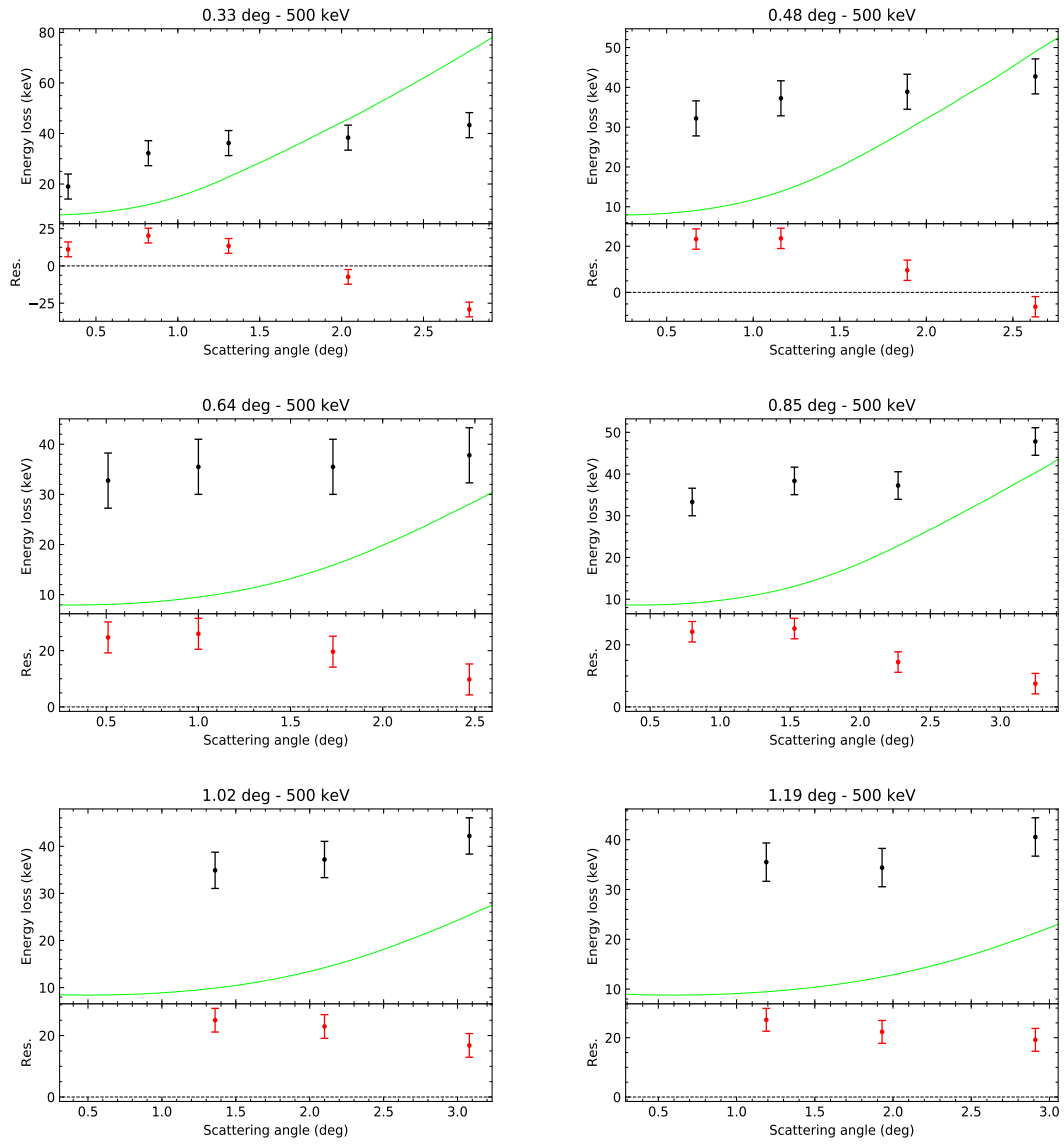 0.33 deg - 500 keV
80
60
40
20
Energy loss (keV)
25
0
−25
Res.
0.5 1.0 1.5 2.0 2.5
Scattering angle (deg)
0.48 deg - 500 keV
50
40
30
20
10
Energy loss (keV)
20
0
Res.
0.5 1.0 1.5 2.0 2.5
Scattering angle (deg)
0.64 deg - 500 keV
40
30
20
10
Energy loss (keV)
20
0
Res.
0.5 1.0 1.5 2.0 2.5
Scattering angle (deg)
0.85 deg - 500 keV
50
40
30
20
10
Energy loss (keV)
20
0
Res.
0.5 1.0 1.5 2.0 2.5 3.0
Scattering angle (deg)
1.02 deg - 500 keV
40
30
20
10
Energy loss (keV)
20
0
Res.
0.5 1.0 1.5 2.0 2.5 3.0
Scattering angle (deg)
1.19 deg - 500 keV
40
30
20
10
Energy loss (keV)
20
0
Res.
0.5 1.0 1.5 2.0 2.5 3.0
Scattering angle (deg)